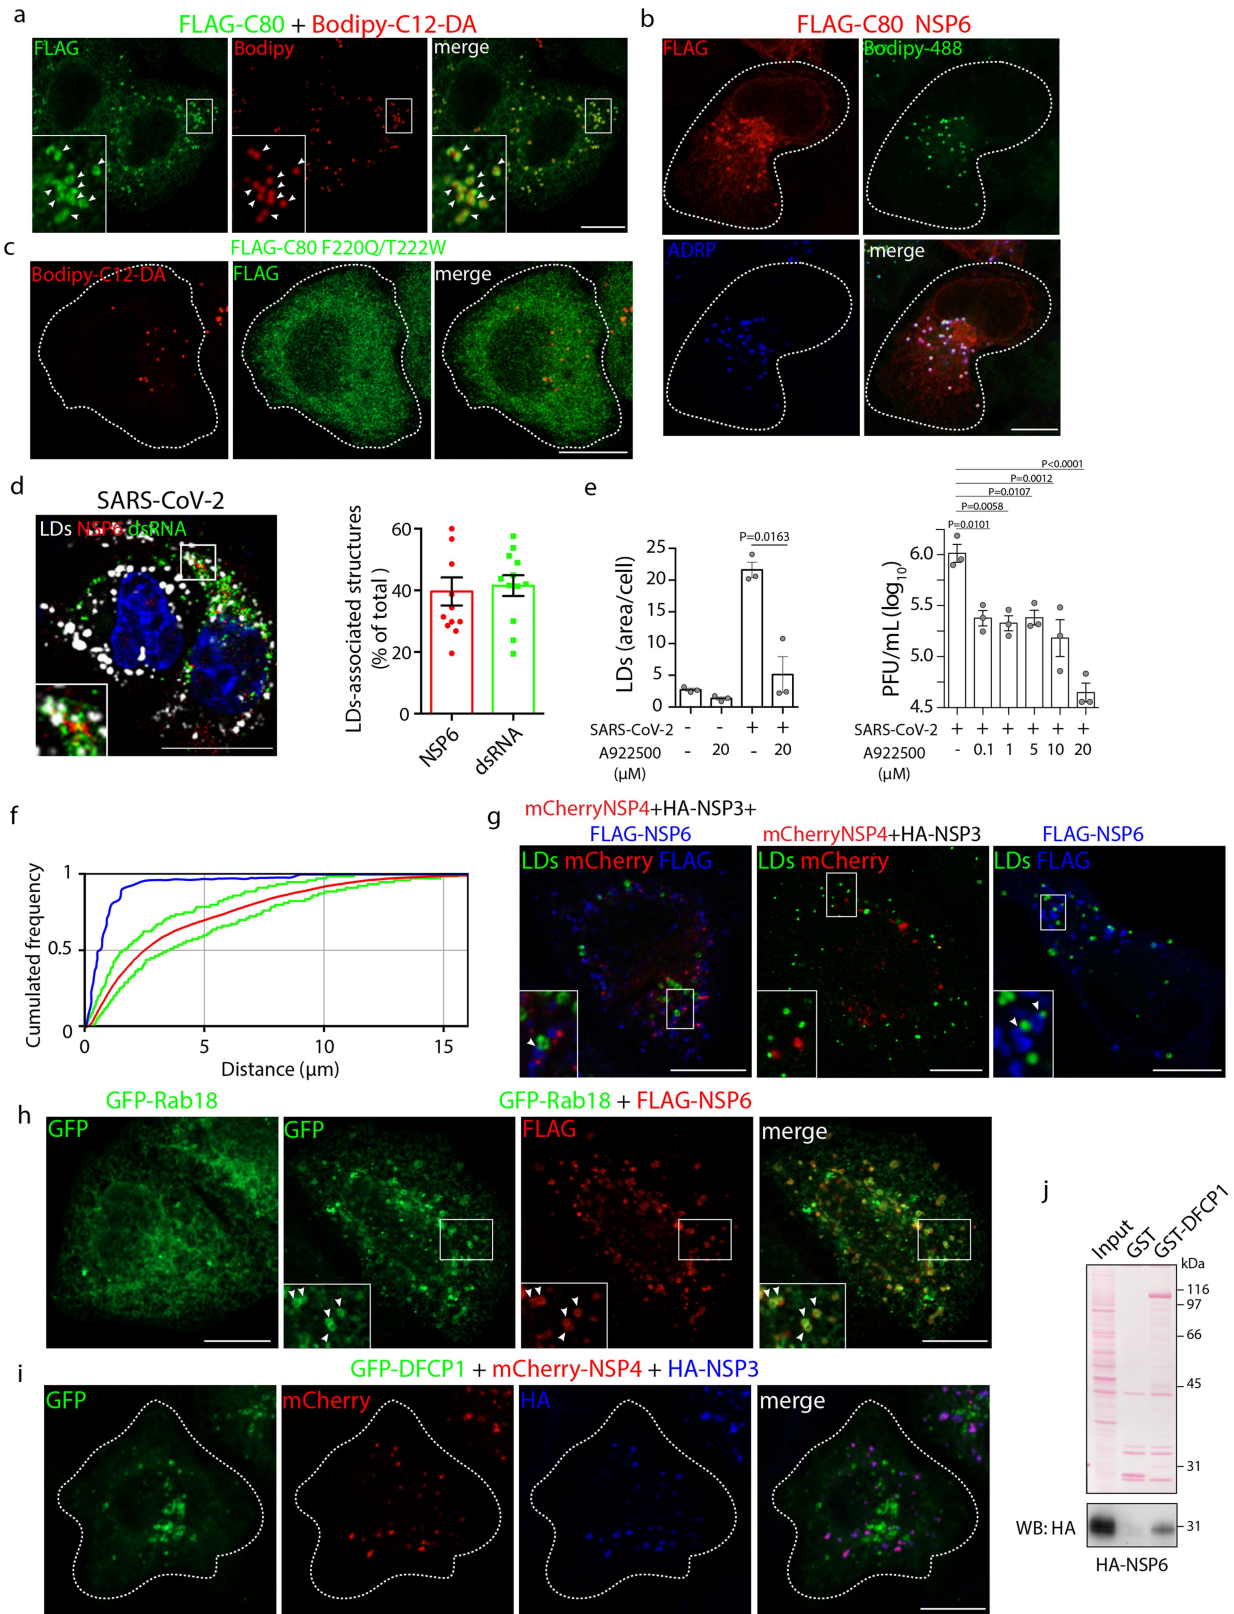 a
FLAG-C80 + Bodipy-C12-DA
FLAG
Bodipy
merge
b
FLAG-C80 NSP6
FLAG
Bodipy-488
ADRP
merge
c
FLAG-C80 F220Q/T222W
Bodipy-C12-DA
FLAG
merge
d
SARS-CoV-2
LDs NSP6 dsRNA
LDs-associated structures
(% of total)
60
40
20
0
NSP6
dsRNA
e
LDs (area/cell)
25
20
15
10
5
0
P=0.0163
SARS-CoV-2 - - + +
A922500 - 20 - 20
(µM)
PFU/mL (log10)
6.0
5.5
5.0
4.5
P<0.0001
P=0.0012
P=0.0107
P=0.0058
P=0.0101
SARS-CoV-2 + + + + + +
A922500 - 0.1 1 5 10 20
(µM)
f
Cumulated frequency
1
0.5
0
0 5 10 15
Distance (µm)
g
mCherryNSP4+HA-NSP3+
FLAG-NSP6
LDs mCherry FLAG
mCherryNSP4+HA-NSP3
LDs mCherry
FLAG-NSP6
LDs FLAG
h
GFP-Rab18
GFP
GFP-Rab18 + FLAG-NSP6
GFP
FLAG
merge
i
GFP-DFCP1 + mCherry-NSP4 + HA-NSP3
GFP
mCherry
HA
merge
j
Input
GST
GST-DFCP1
kDa
116
97
66
45
31
WB: HA
31
HA-NSP6